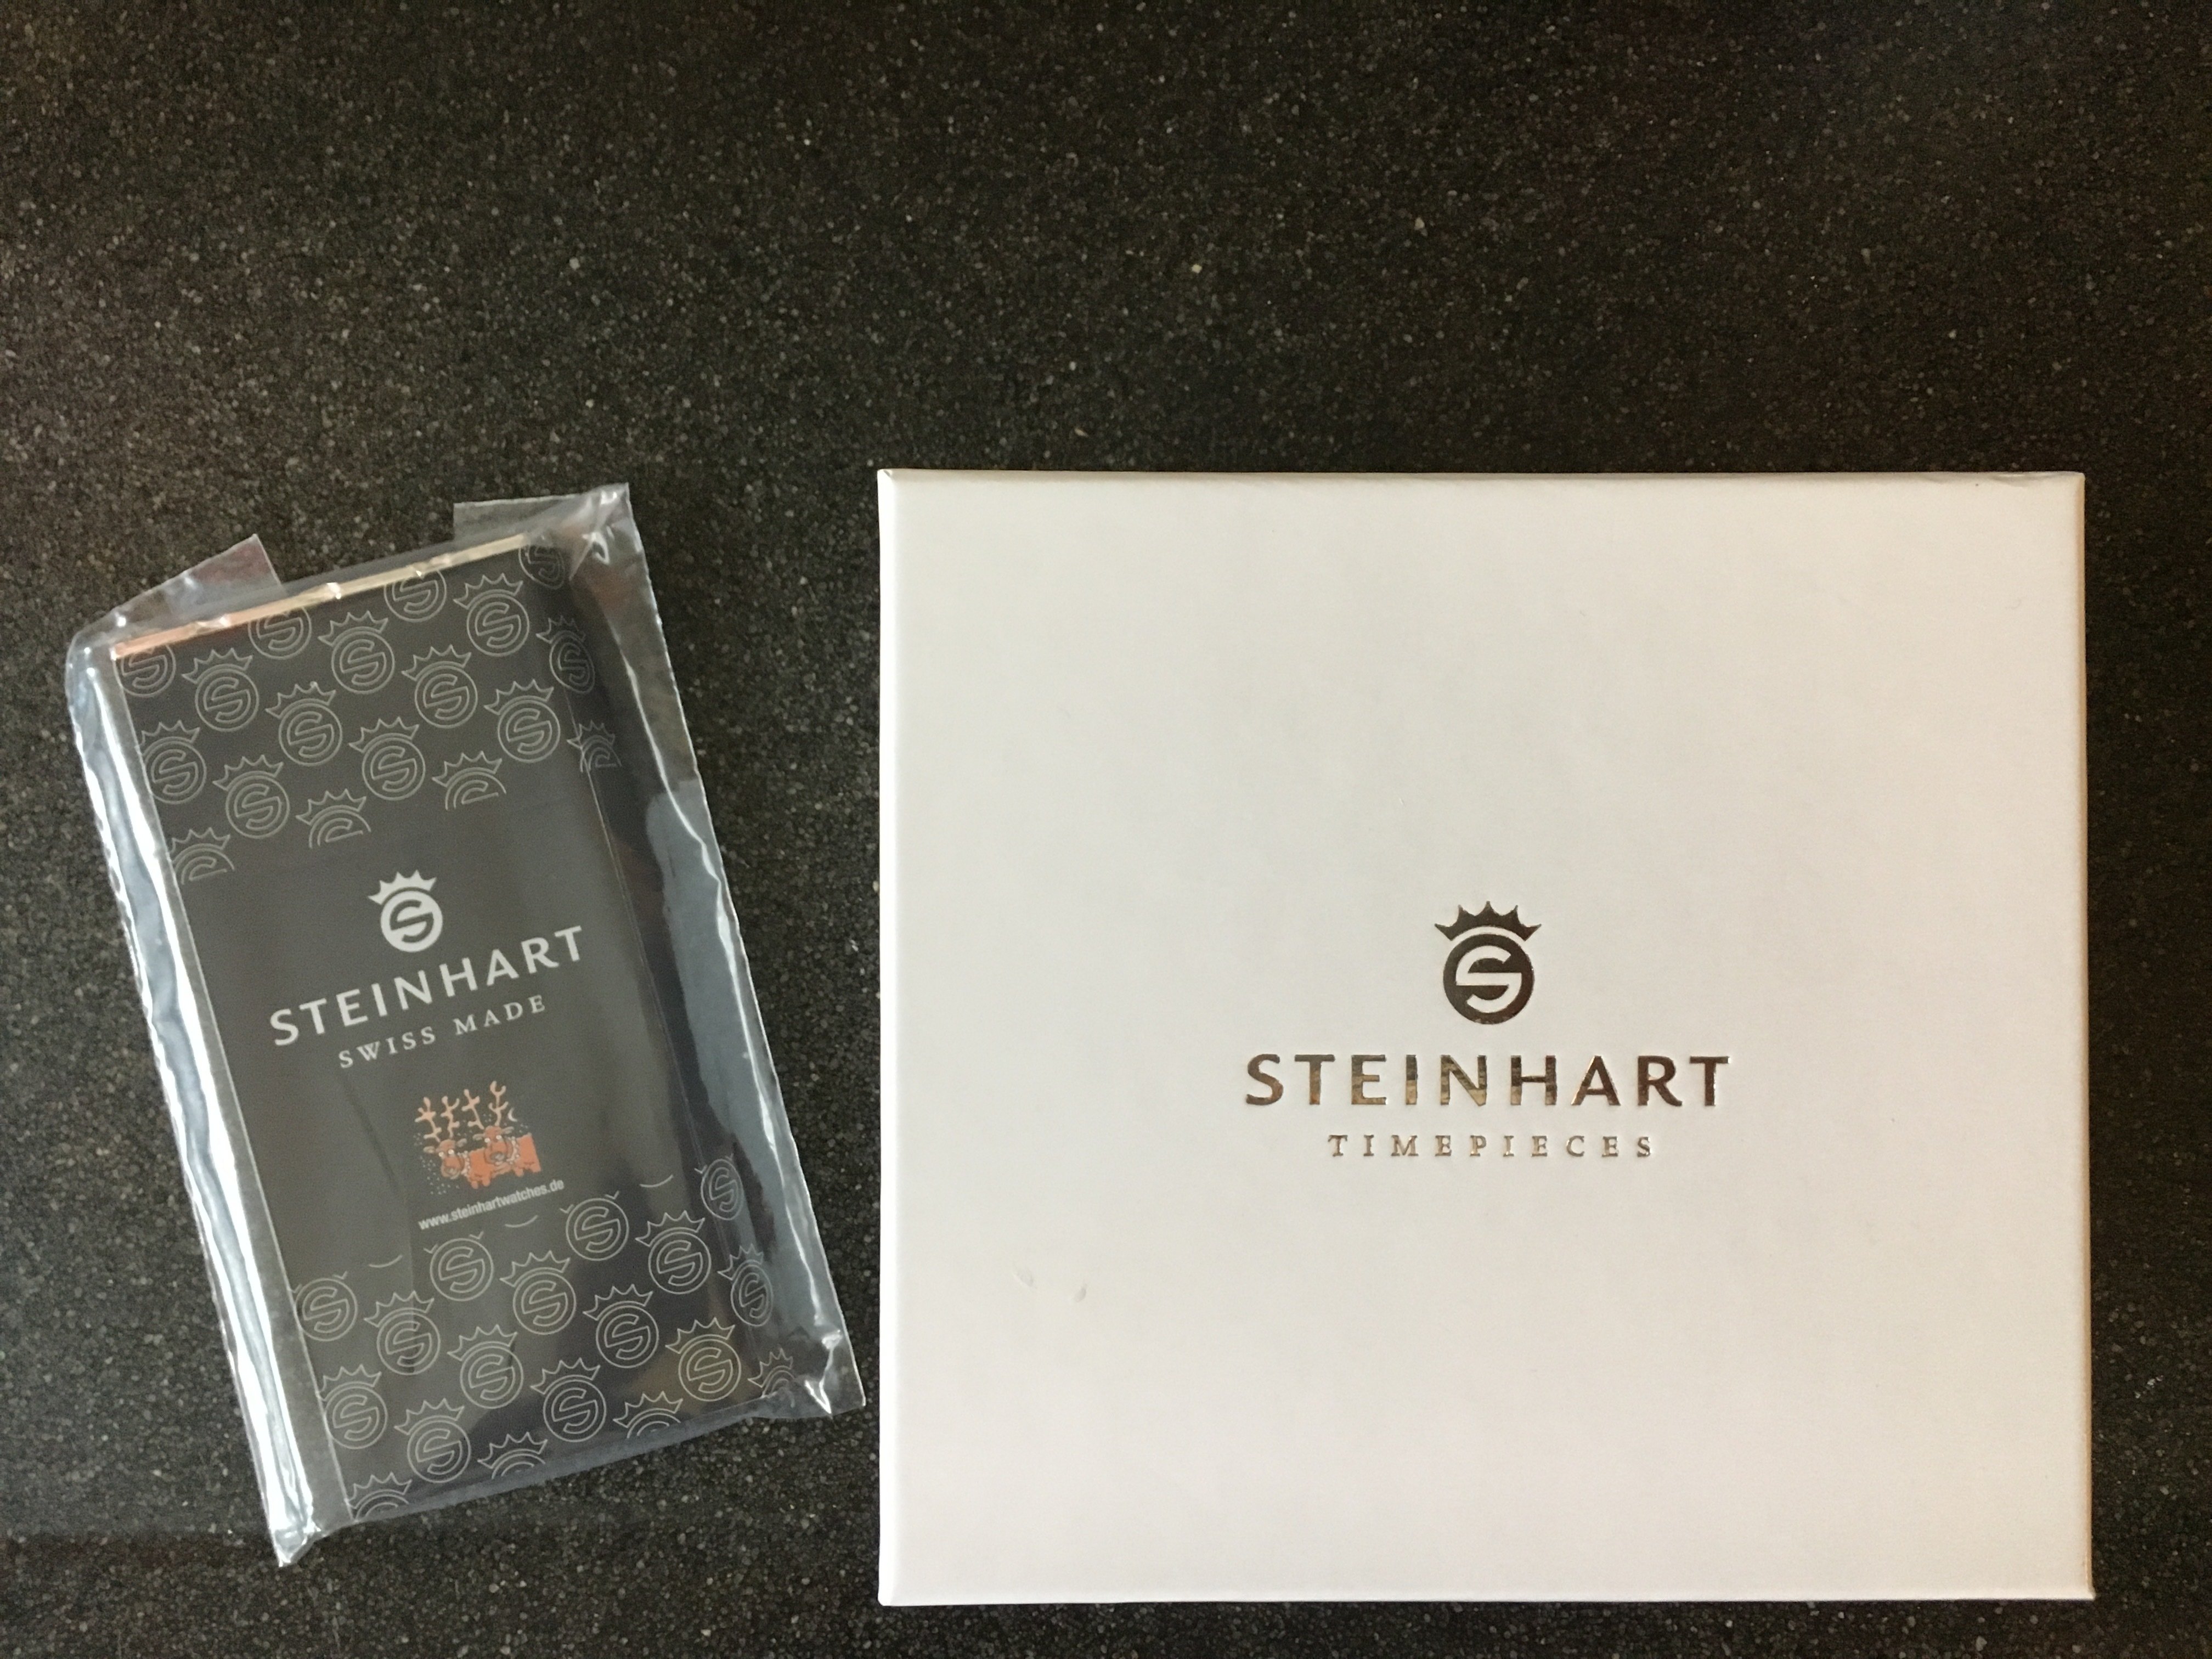 STEINHART
SWISS MADE
www.steinhartwatches.de
STEINHART
TIMEPIECES